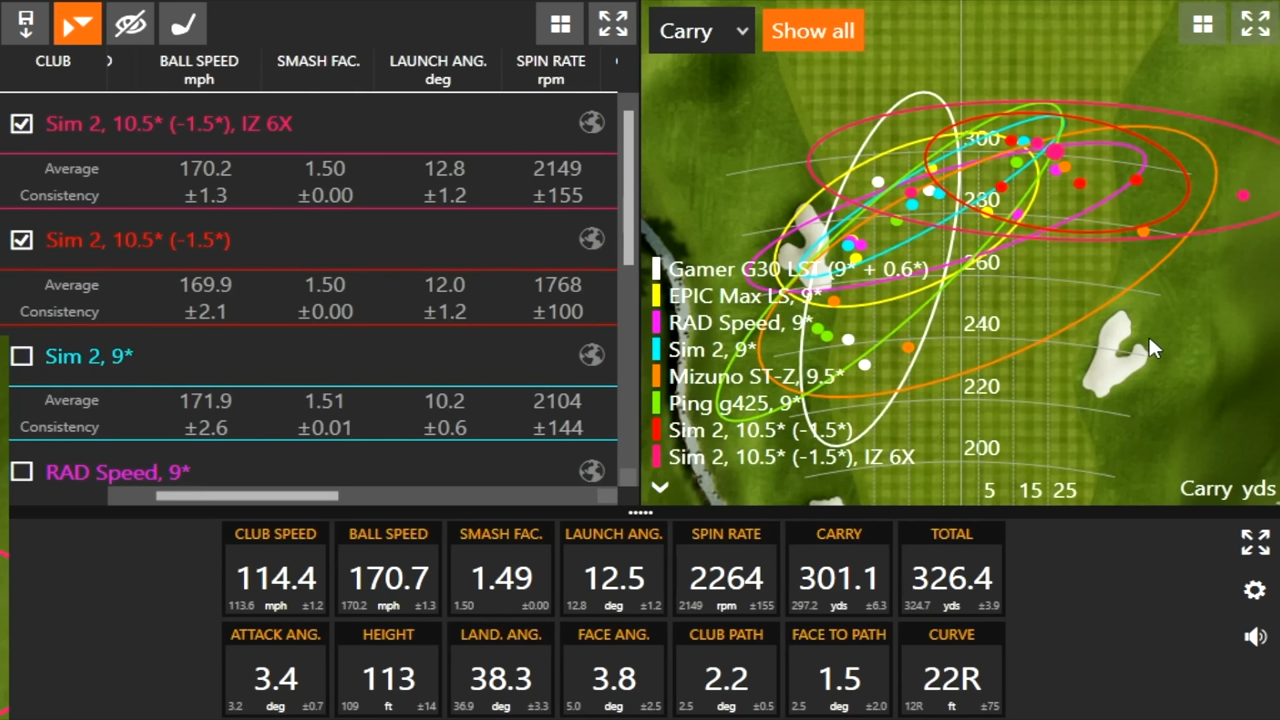 CLUB
BALL SPEED
mph
SMASH FAC.
LAUNCH ANG.
deg
SPIN RATE
rpm
Sim 2, 10.5* (-1.5*), IZ 6X
Average 170.2 1.50 12.8 2149
Consistency ±1.3 ±0.00 ±1.2 ±155
Sim 2, 10.5* (-1.5*)
Average 169.9 1.50 12.0 1768
Consistency ±2.1 ±0.00 ±1.2 ±100
Sim 2, 9*
Average 171.9 1.51 10.2 2104
Consistency ±2.6 ±0.01 ±0.6 ±144
RAD Speed, 9*
Carry
Show all
300
280
260
240
220
200
5 15 25
Carry yds
Gamer G30 LST (9* + 0.6*)
EPIC Max LS, 9*
RAD Speed, 9*
Sim 2, 9*
Mizuno ST-Z, 9.5*
Ping g425, 9*
Sim 2, 10.5* (-1.5*)
Sim 2, 10.5* (-1.5*), IZ 6X
CLUB SPEED BALL SPEED SMASH FAC. LAUNCH ANG. SPIN RATE CARRY TOTAL
114.4 170.7 1.49 12.5 2264 301.1 326.4
113.6 mph ±1.2 170.2 mph ±1.3 1.50 ±0.00 12.8 deg ±1.2 2149 rpm ±155 297.2 yds ±6.3 324.7 yds ±3.9
ATTACK ANG. HEIGHT LAND. ANG. FACE ANG. CLUB PATH FACE TO PATH CURVE
3.4 113 38.3 3.8 2.2 1.5 22R
3.2 deg ±0.7 109 ft ±14 36.9 deg ±3.3 5.0 deg ±2.5 2.5 deg ±0.5 2.5 deg ±2.0 12R ft ±75